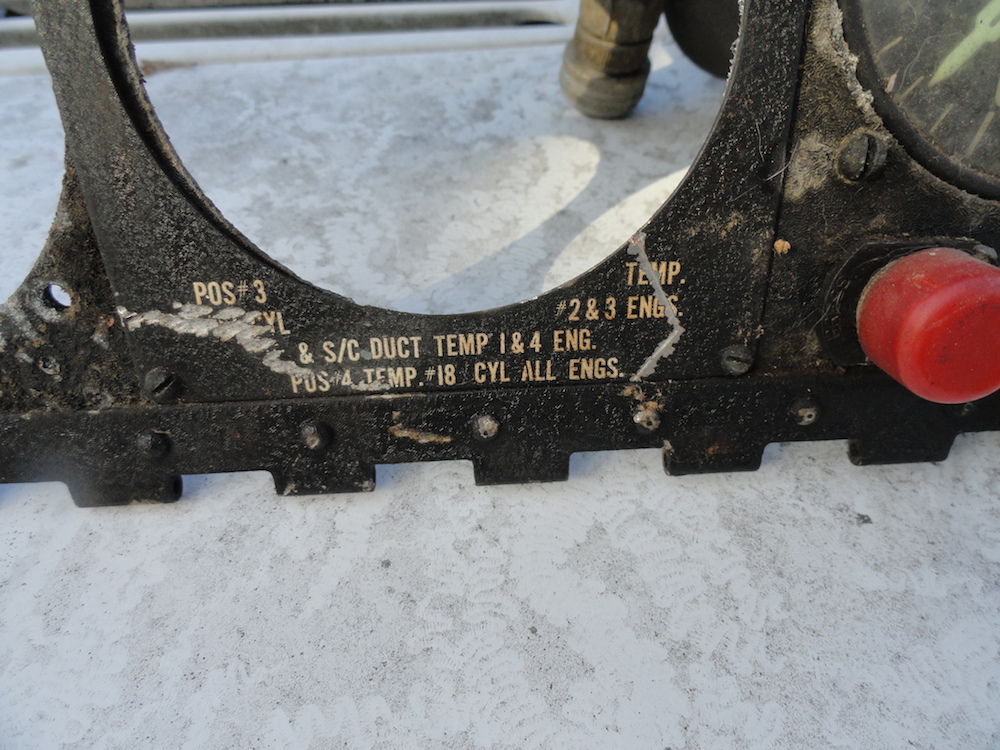 POS#3 TEMP.
CYL #2 & 3 ENGS.
& S/C DUCT TEMP 1 & 4 ENG.
POS#4 TEMP.#18 CYL ALL ENGS.